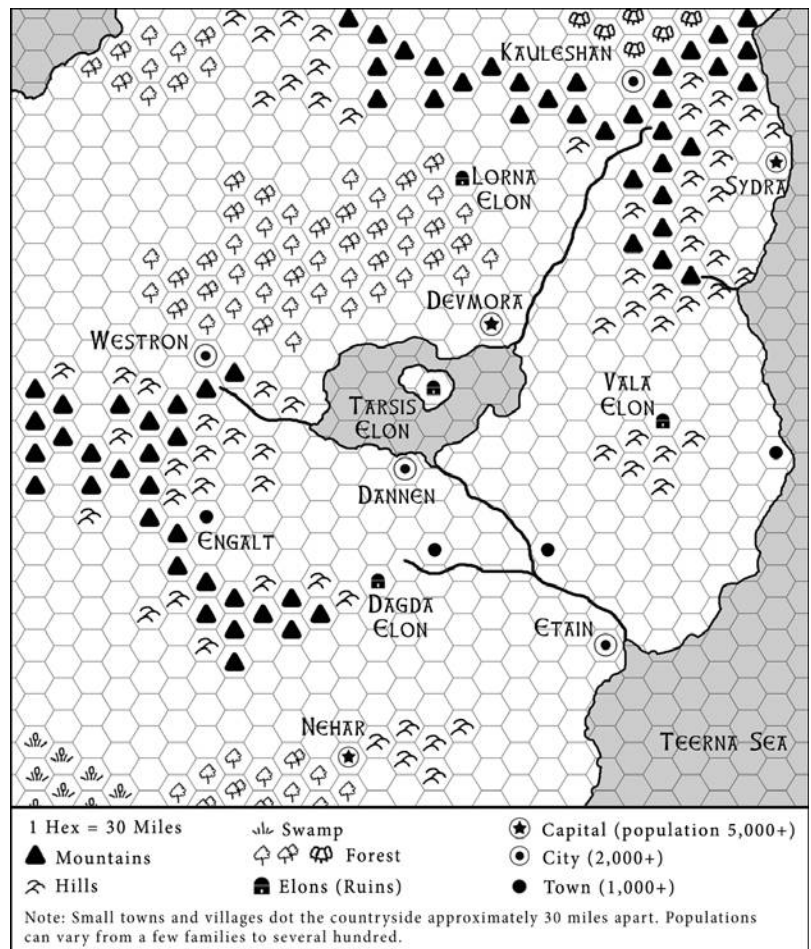 Kauleshan
Lorna
Elon
Sydra
Devmora
Westron
Tarsis
Elon
Vala
Elon
Dannen
Engalt
Dagda
Elon
Etain
Nehar
Teerna Sea
1 Hex = 30 Miles
Mountains
Hills
Swamp
Forest
Elons (Ruins)
Capital (population 5,000+)
City (2,000+)
Town (1,000+)
Note: Small towns and villages dot the countryside approximately 30 miles apart. Populations
can vary from a few families to several hundred.